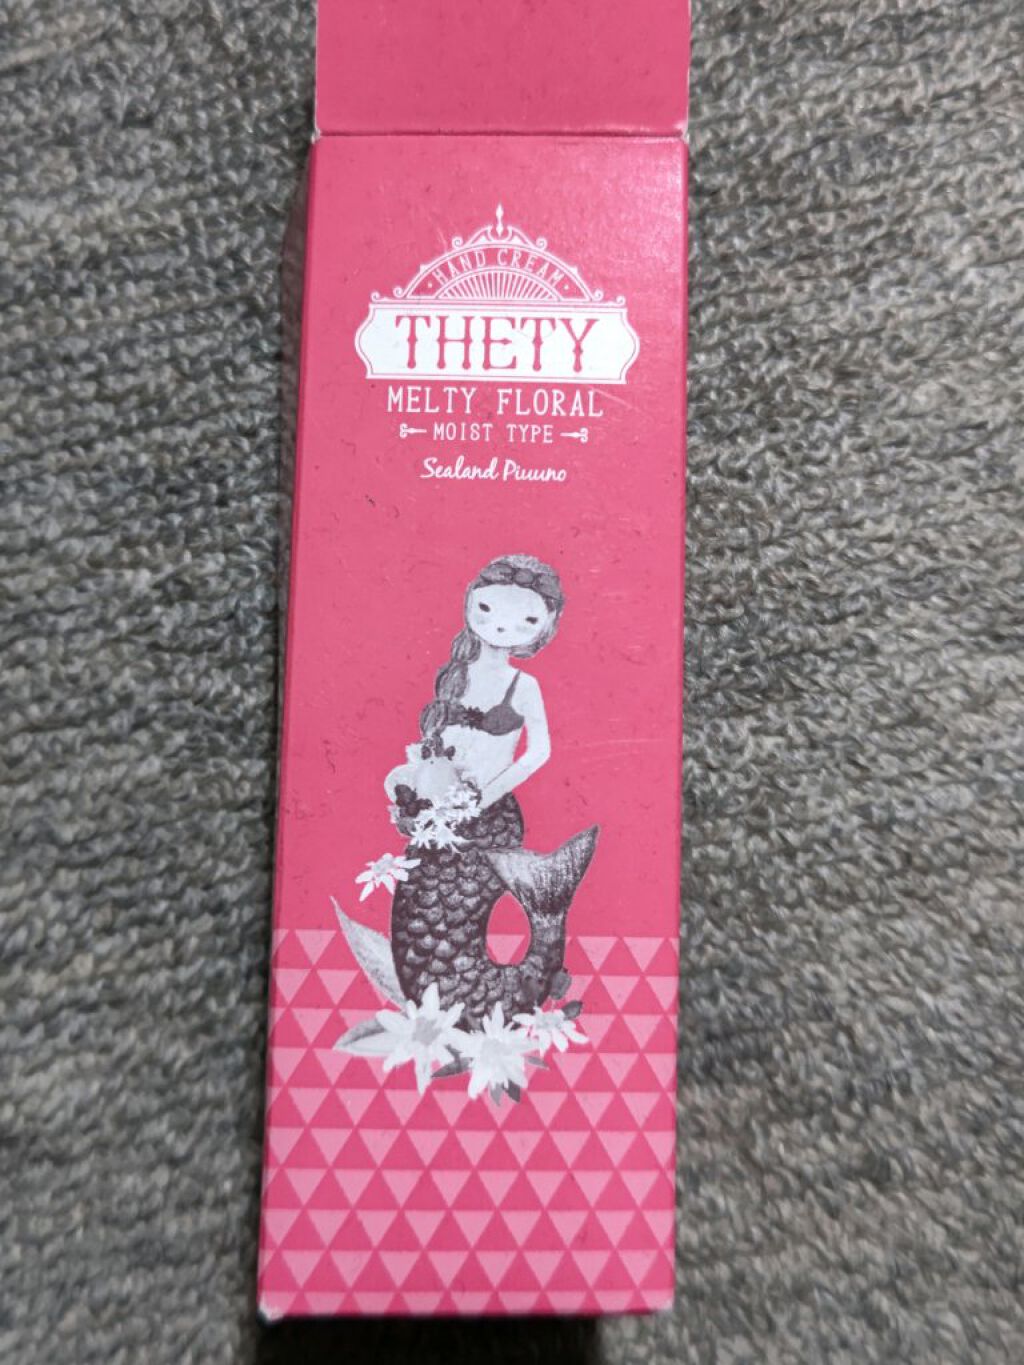 HAND CREAM
THETY
MELTY FLORAL
MOIST TYPE
Sealand Piuuno